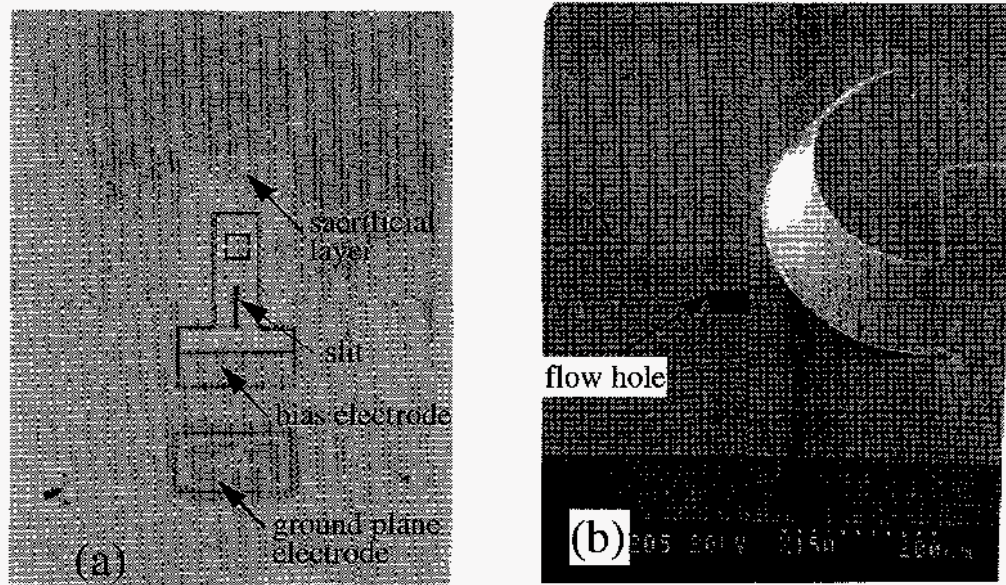 sacrificial
layer
slit
bias electrode
ground plane
electrode
(a)
flow hole
(b)